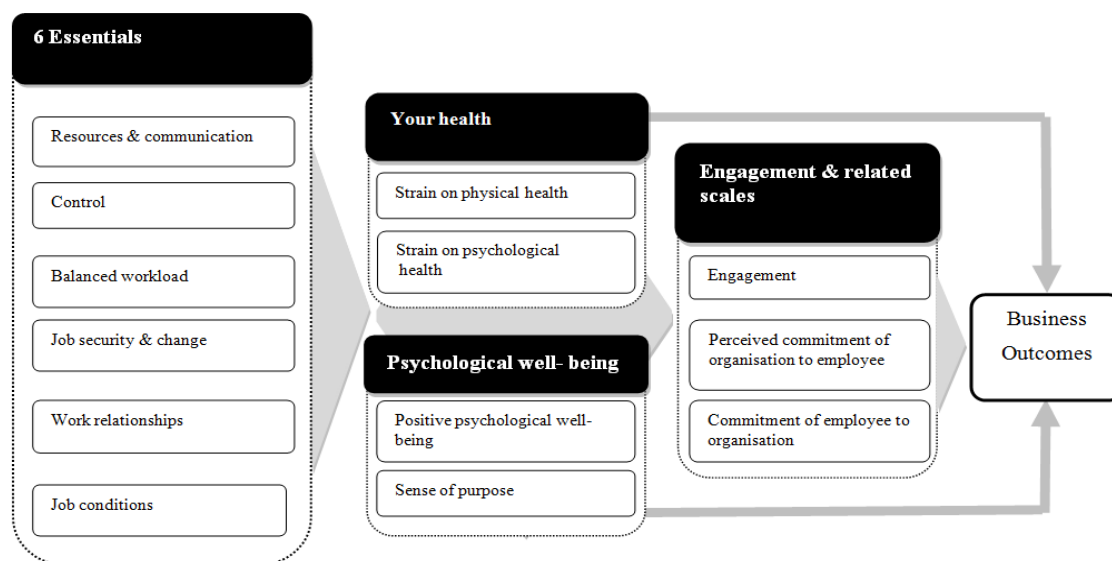 6 Essentials
Resources & communication
Control
Balanced workload
Job security & change
Work relationships
Job conditions
Your health
Strain on physical health
Strain on psychological
health
Psychological well- being
Positive psychological well-
being
Sense of purpose
Engagement & related
scales
Engagement
Perceived commitment of
organisation to employee
Commitment of employee to
organisation
Business
Outcomes